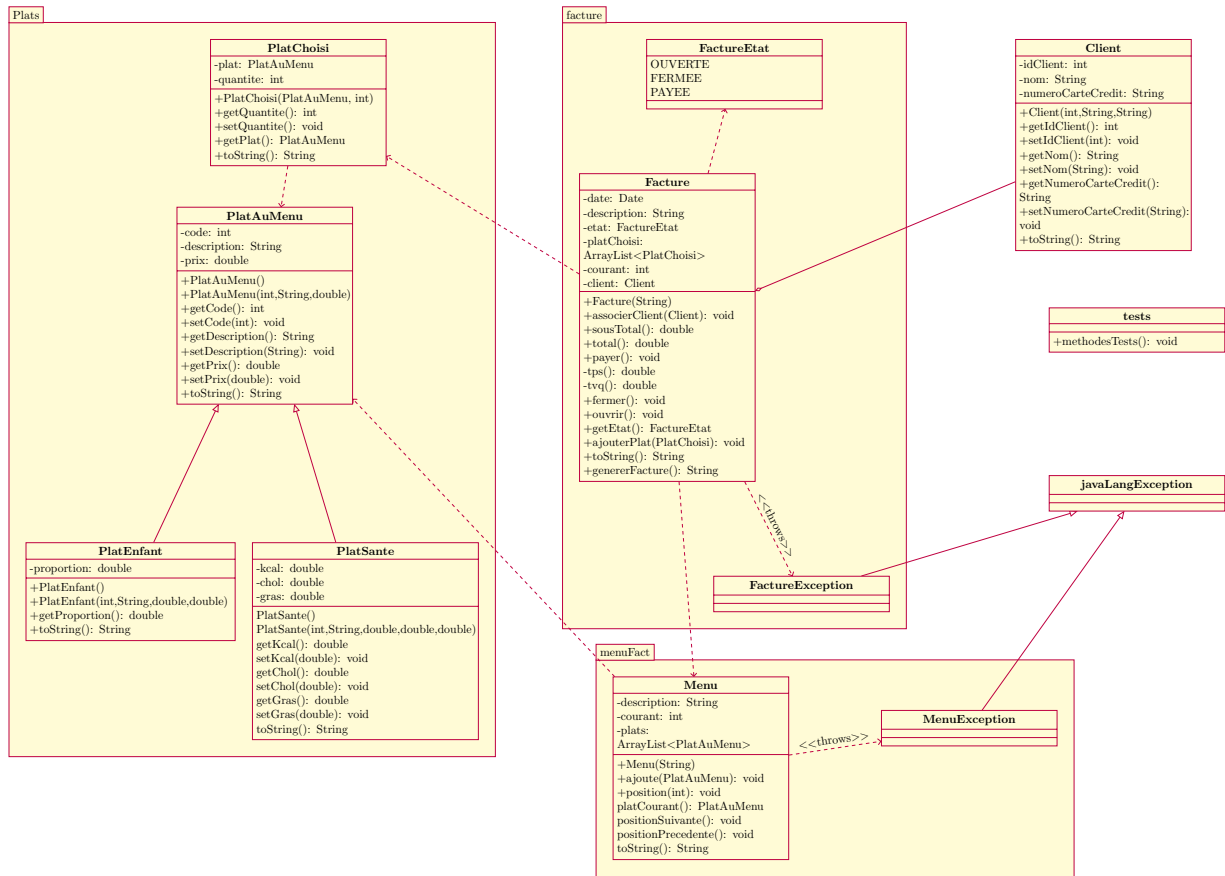 Plats
PlatChoisi
-plat: PlatAuMenu
-quantite: int
+PlatChoisi(PlatAuMenu, int)
+getQuantite(): int
+setQuantite(): void
+getPlat(): PlatAuMenu
+toString(): String
PlatAuMenu
-code: int
-description: String
-prix: double
+PlatAuMenu()
+PlatAuMenu(int,String,double)
+getCode(): int
+setCode(int): void
+getDescription(): String
+setDescription(String): void
+getPrix(): double
+setPrix(double): void
+toString(): String
PlatEnfant
-proportion: double
+PlatEnfant()
+PlatEnfant(int,String,double,double)
+getProportion(): double
+toString(): String
PlatSante
-kcal: double
-chol: double
-gras: double
PlatSante()
PlatSante(int,String,double,double,double)
getKcal(): double
setKcal(double): void
getChol(): double
setChol(double): void
getGras(): double
setGras(double): void
toString(): String
facture
FactureEtat
OUVERTE
FERMEE
PAYEE
Facture
-date: Date
-description: String
-etat: FactureEtat
-platChoisi:
ArrayList<PlatChoisi>
-courant: int
-client: Client
+Facture(String)
+associerClient(Client): void
+sousTotal(): double
+total(): double
+payer(): void
-tps(): double
-tvq(): double
+fermer(): void
+ouvrir(): void
+getEtat(): FactureEtat
+ajouterPlat(PlatChoisi): void
+toString(): String
+genererFacture(): String
<<throws>>
FactureException
menuFact
Menu
-description: String
-courant: int
-plats:
ArrayList<PlatAuMenu>
+Menu(String)
+ajoute(PlatAuMenu): void
+position(int): void
platCourant(): PlatAuMenu
positionSuivante(): void
positionPrecedente(): void
toString(): String
<<throws>>
MenuException
Client
-idClient: int
-nom: String
-numeroCarteCredit: String
+Client(int,String,String)
+getIdClient(): int
+setIdClient(int): void
+getNom(): String
+setNom(String): void
+getNumeroCarteCredit():
String
+setNumeroCarteCredit(String):
void
+toString(): String
tests
+methodesTests(): void
javaLangException